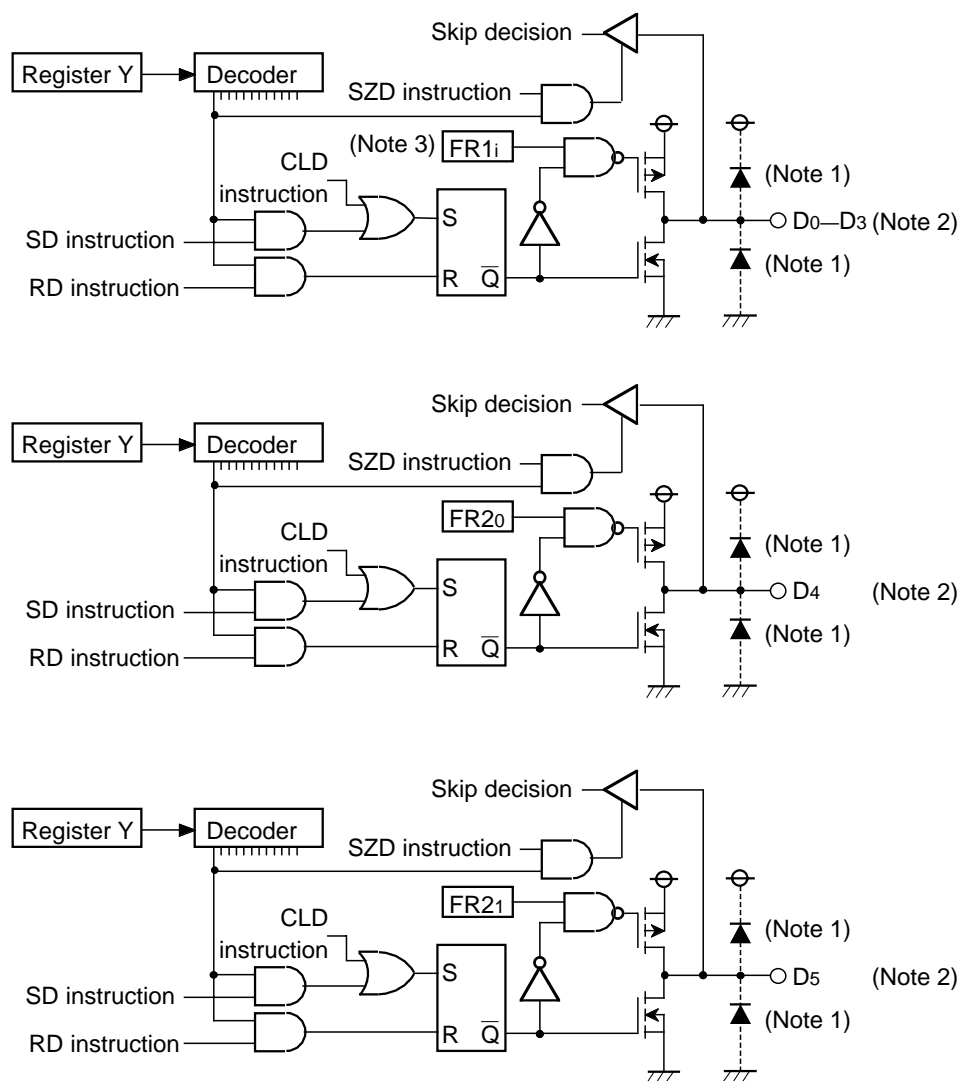 Skip decision
Register Y
Decoder
SZD instruction
(Note 3)
FR1i
CLD
instruction
(Note 1)
S
D0—D3 (Note 2)
SD instruction
(Note 1)
R Q̅
RD instruction
Skip decision
Register Y
Decoder
SZD instruction
FR20
CLD
instruction
(Note 1)
S
D4 (Note 2)
SD instruction
(Note 1)
R Q̅
RD instruction
Skip decision
Register Y
Decoder
SZD instruction
FR21
CLD
instruction
(Note 1)
S
D5 (Note 2)
SD instruction
(Note 1)
R Q̅
RD instruction